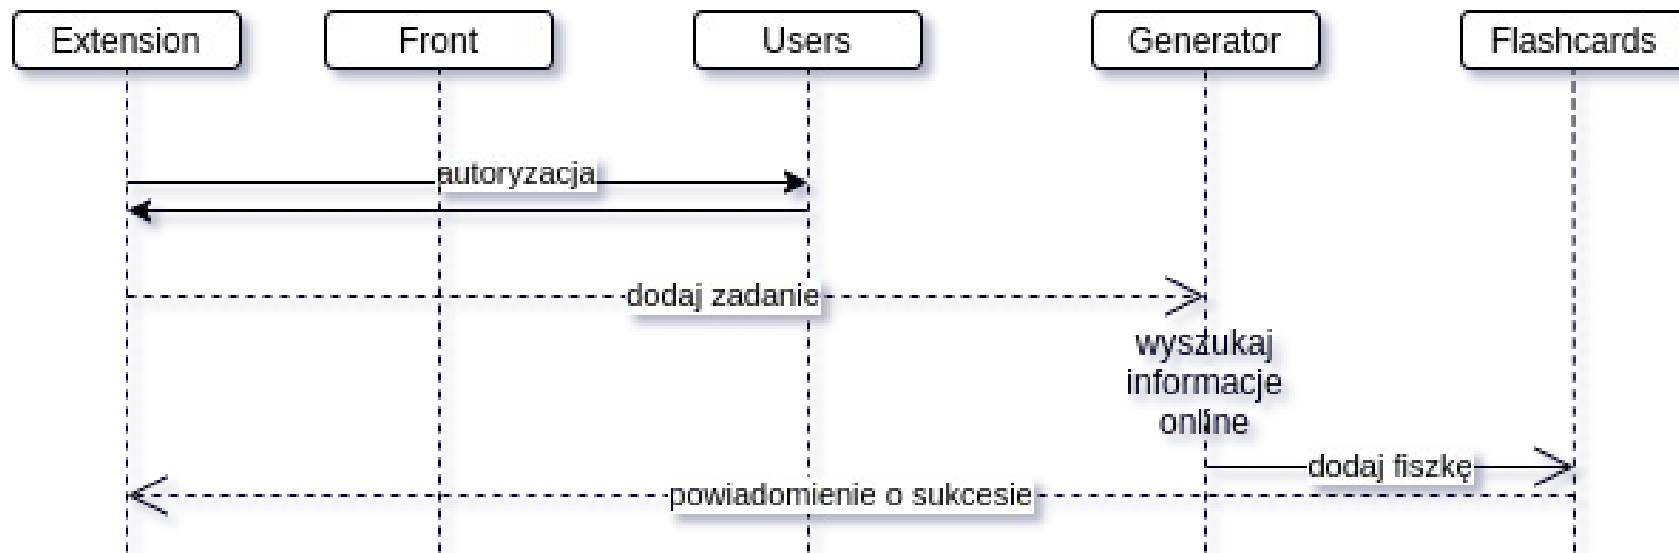 Extension
Front
Users
Generator
Flashcards
autoryzacja
dodaj zadanie
wyszukaj
informacje
online
dodaj fiszkę
powiadomienie o sukcesie